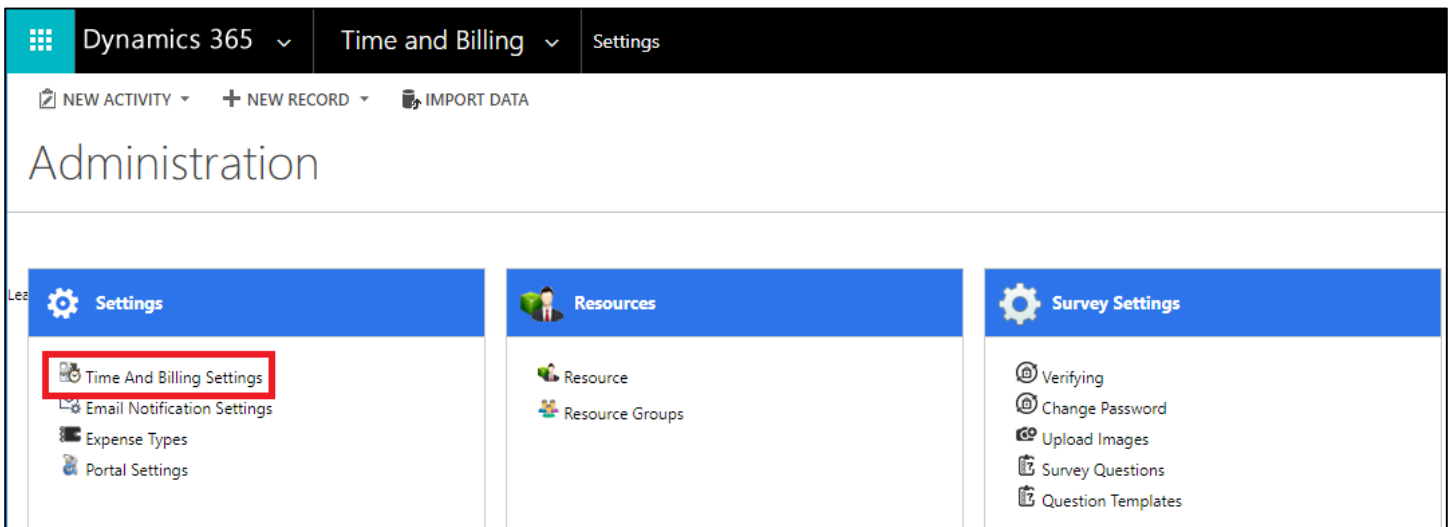 Dynamics 365 Time and Billing Settings
NEW ACTIVITY NEW RECORD IMPORT DATA
Administration
Lea
Settings
Time And Billing Settings
Email Notification Settings
Expense Types
Portal Settings
Resources
Resource
Resource Groups
Survey Settings
Verifying
Change Password
Upload Images
Survey Questions
Question Templates